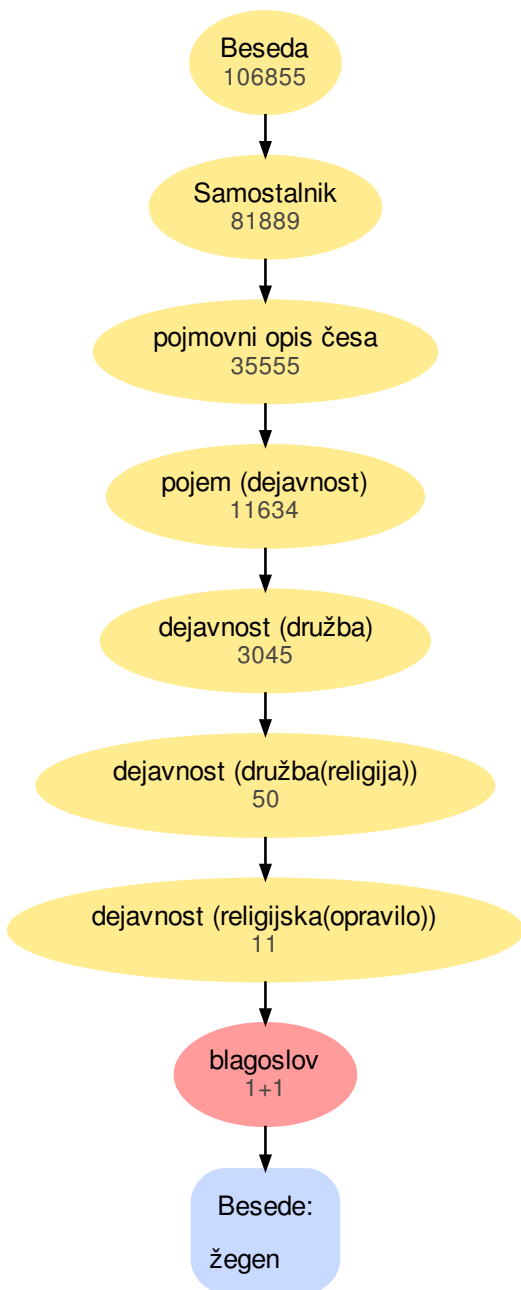 Beseda
106855
Samostalnik
81889
pojmovni opis česa
35555
pojem (dejavnost)
11634
dejavnost (družba)
3045
dejavnost (družba(religija))
50
dejavnost (religijska(opravilo))
11
blagoslov
1+1
Besede:
žegen